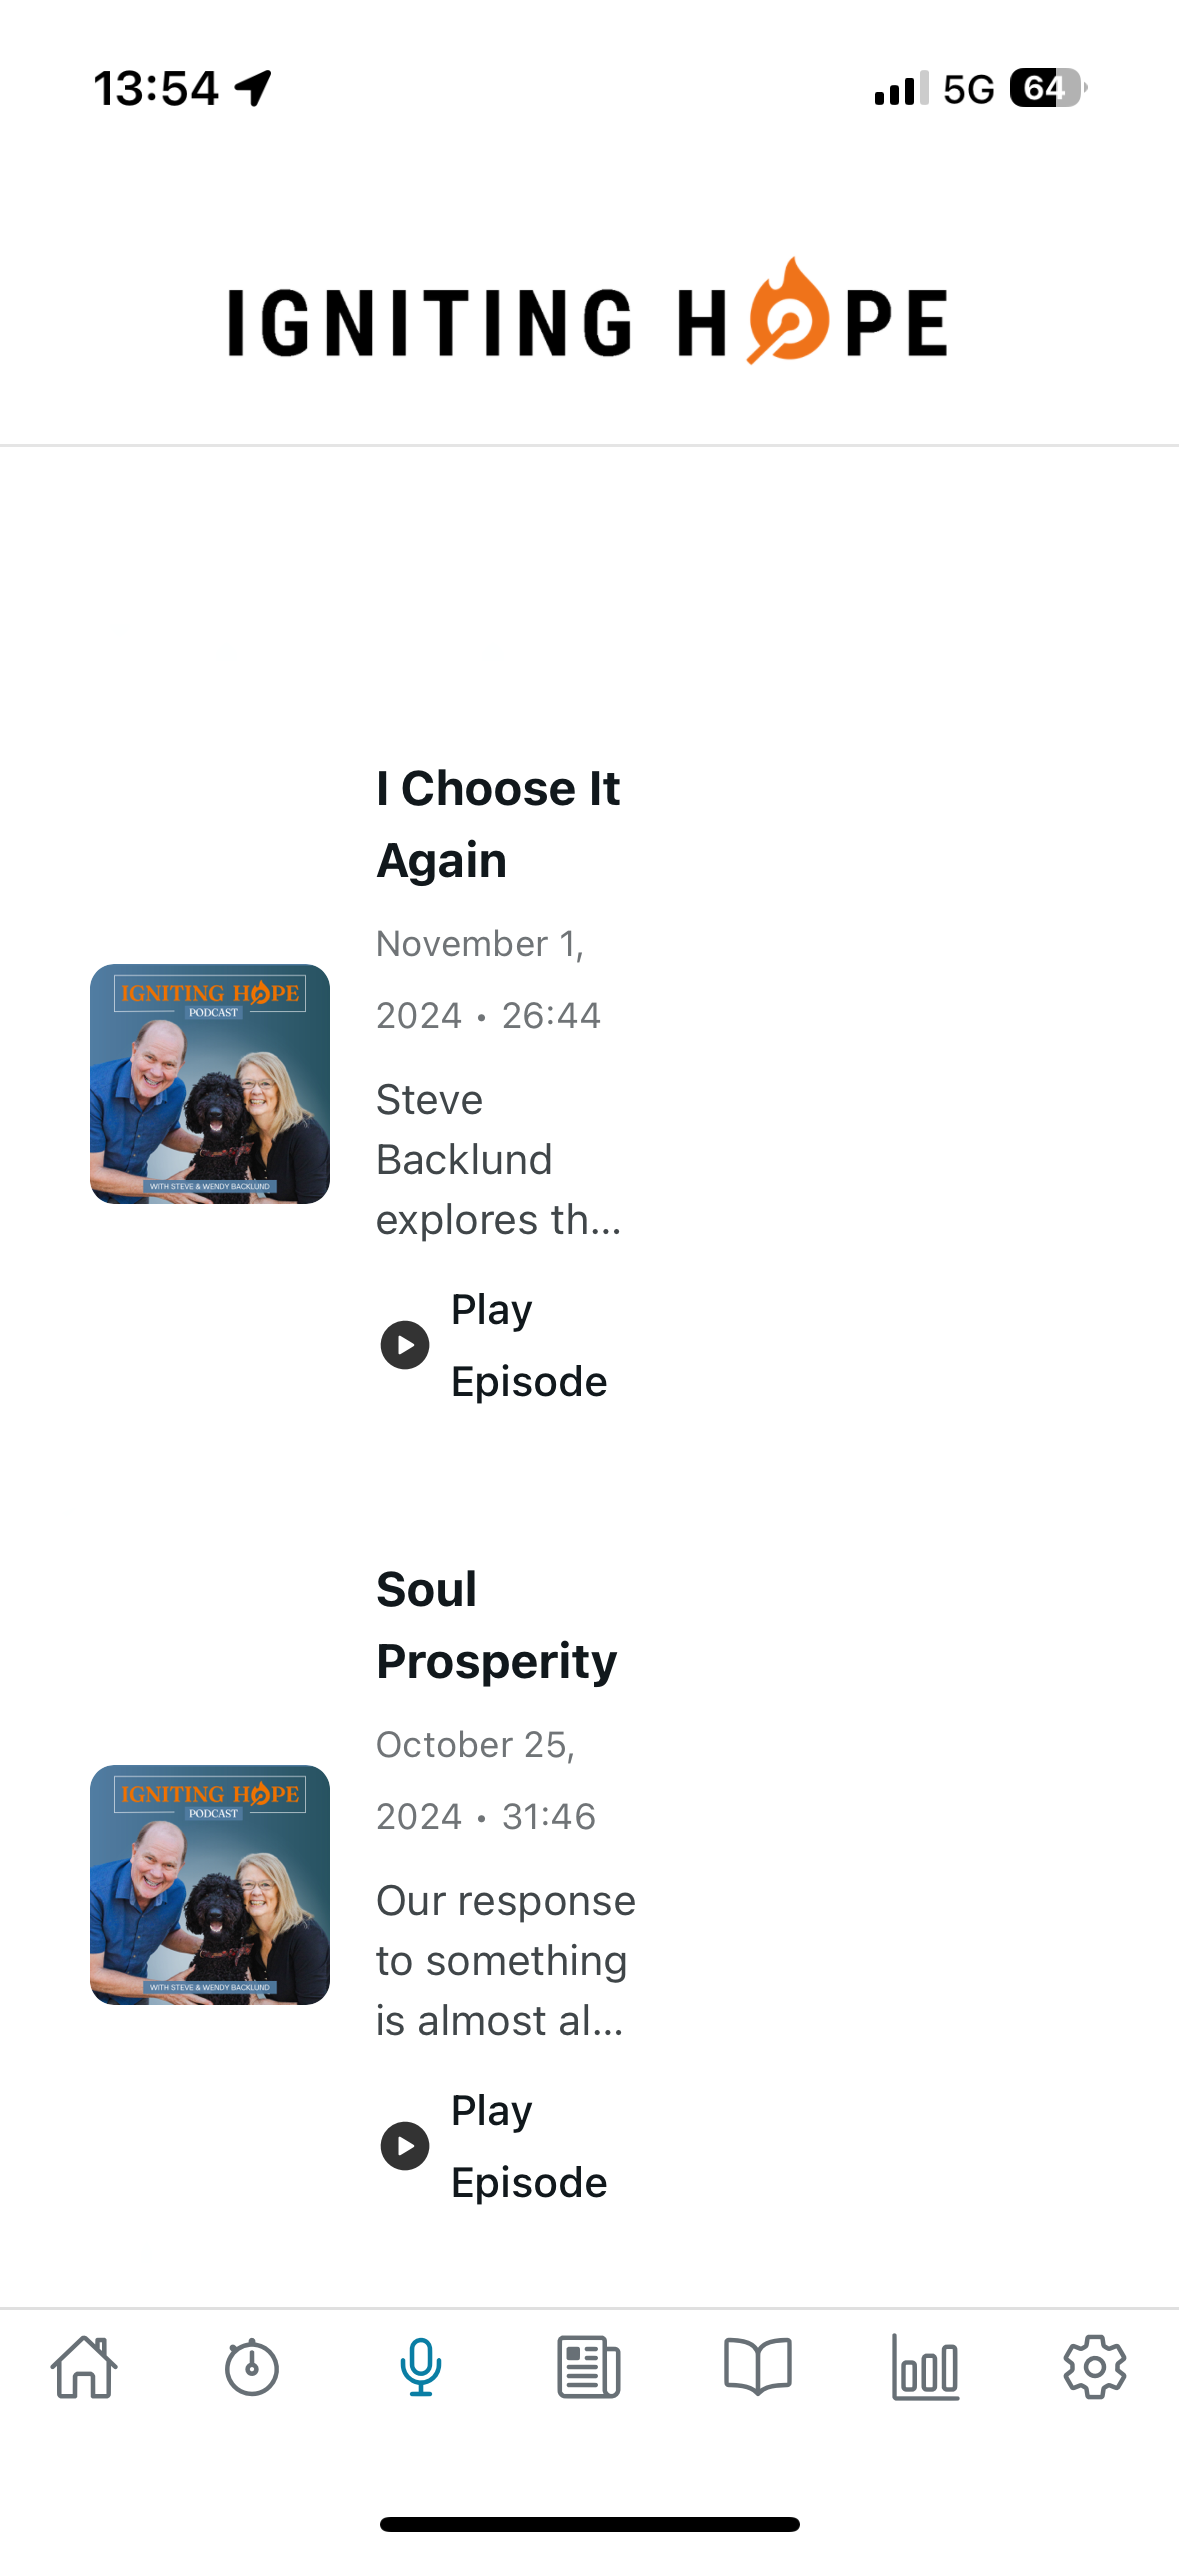 13:54
5G 64
IGNITING HOPE
I Choose It
Again
November 1,
2024 • 26:44
Steve
Backlund
explores th...
Play
Episode
IGNITING HOPE
PODCAST
WITH STEVE & WENDY BACKLUND
Soul
Prosperity
October 25,
2024 • 31:46
Our response
to something
is almost al...
Play
Episode
IGNITING HOPE
PODCAST
WITH STEVE & WENDY BACKLUND